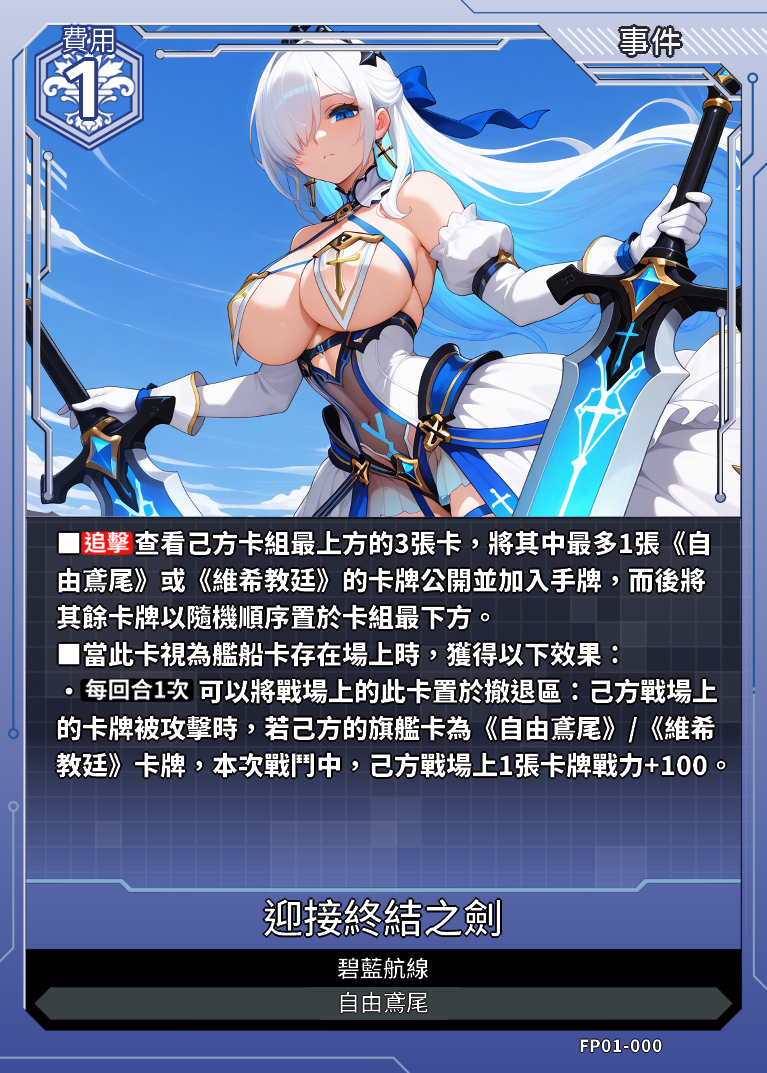 費用
1
事件
■追擊查看己方卡組最上方的3張卡，將其中最多1張《自
由鳶尾》或《維希教廷》的卡牌公開並加入手牌，而後將
其餘卡牌以隨機順序置於卡組最下方。
■當此卡視為艦船卡存在場上時，獲得以下效果：
・每回合1次 可以將戰場上的此卡置於撤退區：己方戰場上
的卡牌被攻擊時，若己方的旗艦卡為《自由鳶尾》/《維希
教廷》卡牌，本次戰鬥中，己方戰場上1張卡牌戰力+100。
迎接終結之劍
碧藍航線
自由鳶尾
FP01-000